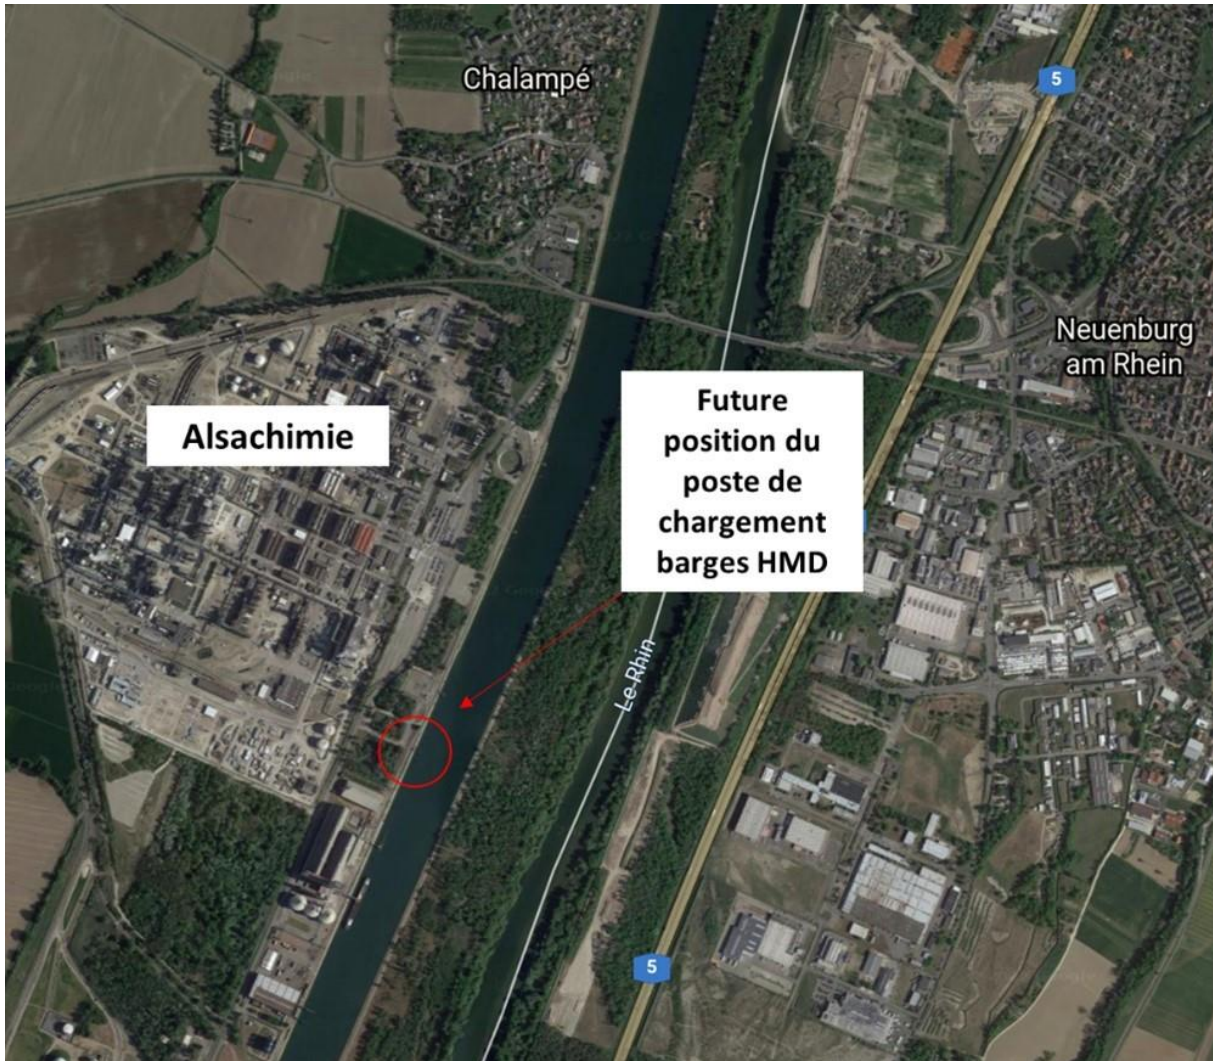 Chalampé
5
Neuenburg
am Rhein
Alsachimie
Future
position du
poste de
chargement
barges HMD
Le Rhin
5